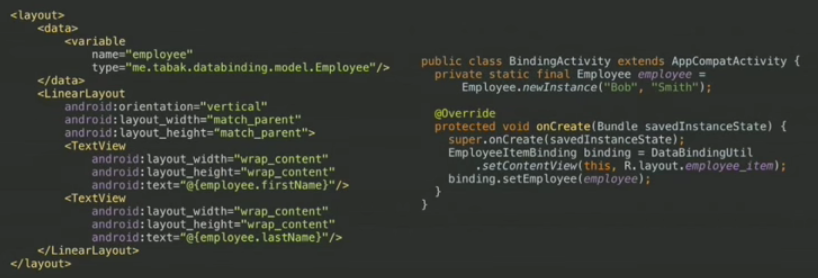 <layout>
    <data>
        <variable
            name="employee"
            type="me.tabak.databinding.model.Employee"/>
    </data>
    <LinearLayout
        android:orientation="vertical"
        android:layout_width="match_parent"
        android:layout_height="match_parent">
        <TextView
            android:layout_width="wrap_content"
            android:layout_height="wrap_content"
            android:text="@{employee.firstName}"/>
        <TextView
            android:layout_width="wrap_content"
            android:layout_height="wrap_content"
            android:text="@{employee.lastName}"/>
    </LinearLayout>
</layout>
public class BindingActivity extends AppCompatActivity {
  private static final Employee employee =
      Employee.newInstance("Bob", "Smith");
  @Override
  protected void onCreate(Bundle savedInstanceState) {
    super.onCreate(savedInstanceState);
    EmployeeItemBinding binding = DataBindingUtil
        .setContentView(this, R.layout.employee_item);
    binding.setEmployee(employee);
  }
}